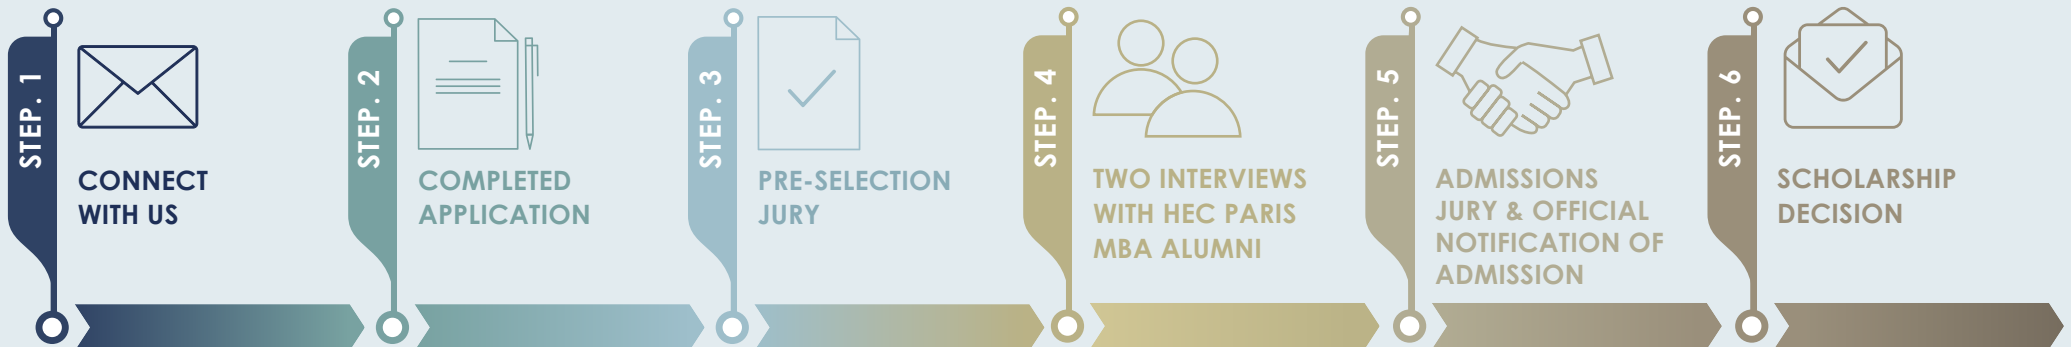 STEP. 1
CONNECT
WITH US
STEP. 2
COMPLETED
APPLICATION
STEP. 3
PRE-SELECTION
JURY
STEP. 4
TWO INTERVIEWS
WITH HEC PARIS
MBA ALUMNI
STEP. 5
ADMISSIONS
JURY & OFFICIAL
NOTIFICATION OF
ADMISSION
STEP. 6
SCHOLARSHIP
DECISION